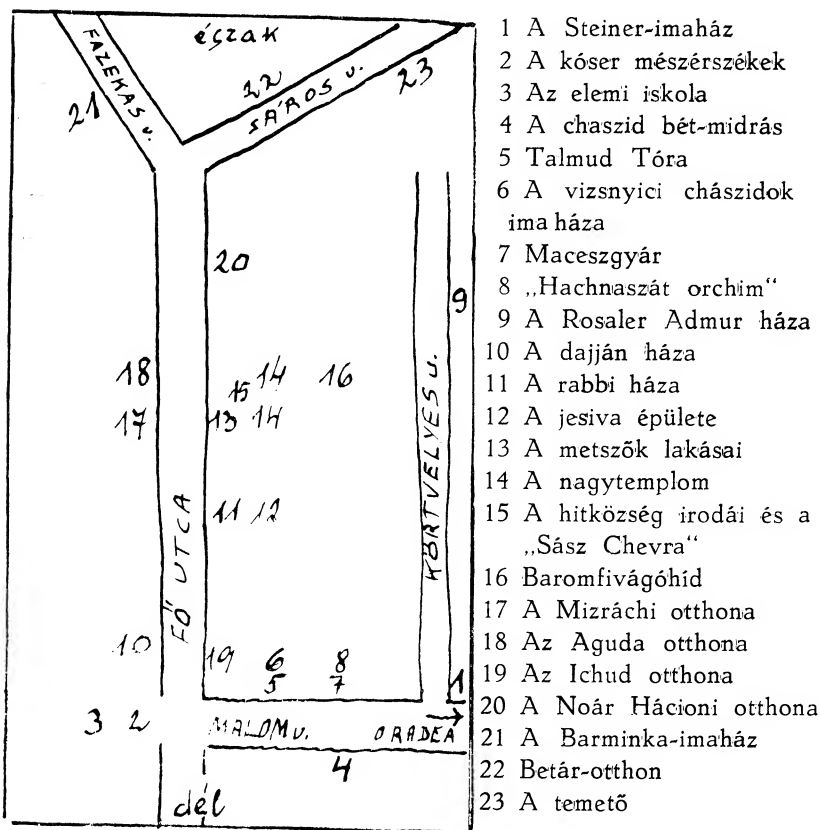 észak
FAZEKAS u.
21
22
SÁROS u.
23
20
9
18
15 14 16
17
13 14
KÖRTVÉLYES u.
11 12
FŐ UTCA
10
19 6 8
5 7
1
3 2
MALOM u. ORADEA
4
dél
1 A Steiner-imaház
2 A kóser mészérszékek
3 Az elemi iskola
4 A chaszid bét-midrás
5 Talmud Tóra
6 A vizsnyici chászidok
ima háza
7 Maceszgyár
8 „Hachnaszát orchim“
9 A Rosaler Admur háza
10 A dajján háza
11 A rabbi háza
12 A jesiva épülete
13 A metszők lakásai
14 A nagytemplom
15 A hitközség irodái és a
„Sász Chevra“
16 Baromfivágóhíd
17 A Mizráchi otthona
18 Az Aguda otthona
19 Az Ichud otthona
20 A Noár Hácioni otthona
21 A Barminka-imaház
22 Betár-otthon
23 A temető